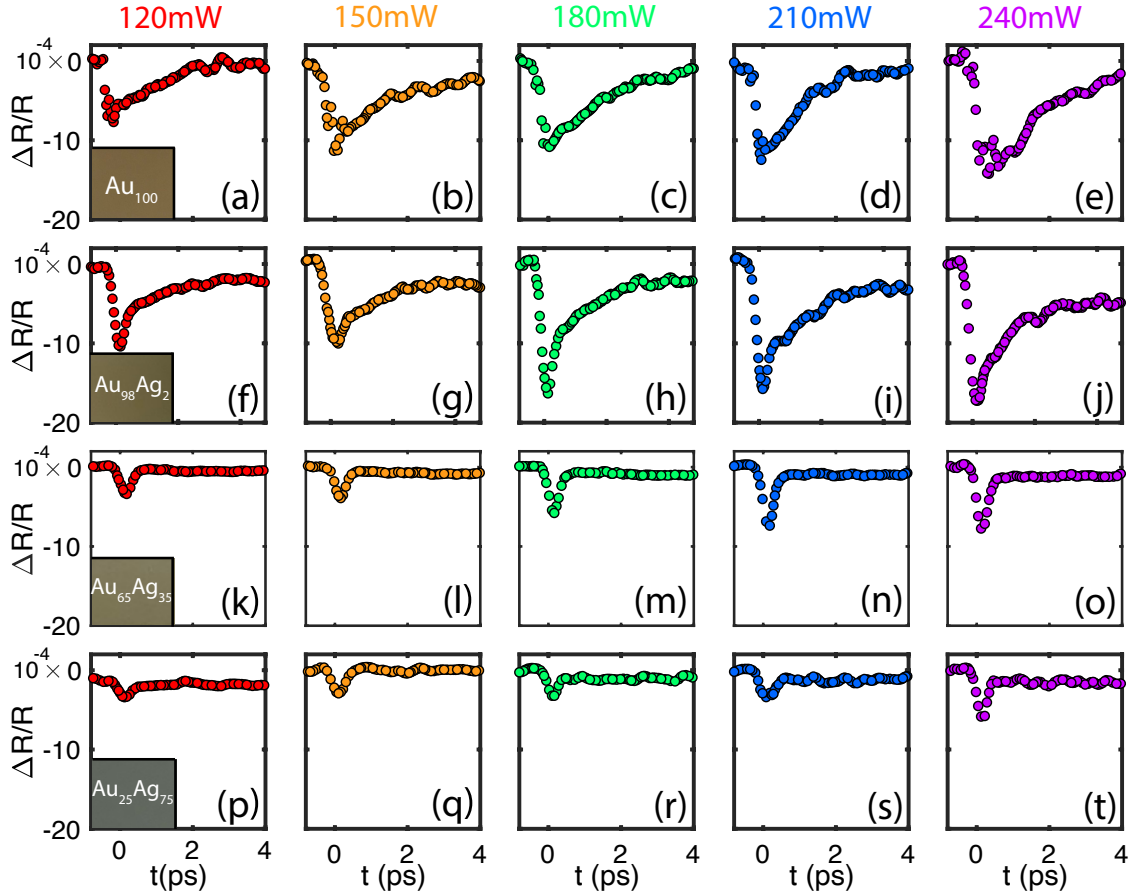 120mW 150mW 180mW 210mW 240mW
10⁻⁴ × 0
ΔR/R
-10
-20
Au₁₀₀
(a) (b) (c) (d) (e)
10⁻⁴ × 0
ΔR/R
-10
-20
Au₉₈Ag₂
(f) (g) (h) (i) (j)
10⁻⁴ × 0
ΔR/R
-10
-20
Au₆₅Ag₃₅
(k) (l) (m) (n) (o)
10⁻⁴ × 0
ΔR/R
-10
-20
Au₂₅Ag₇₅
(p) (q) (r) (s) (t)
0 2 4 0 2 4 0 2 4 0 2 4 0 2 4
t(ps) t (ps) t (ps) t (ps) t (ps)